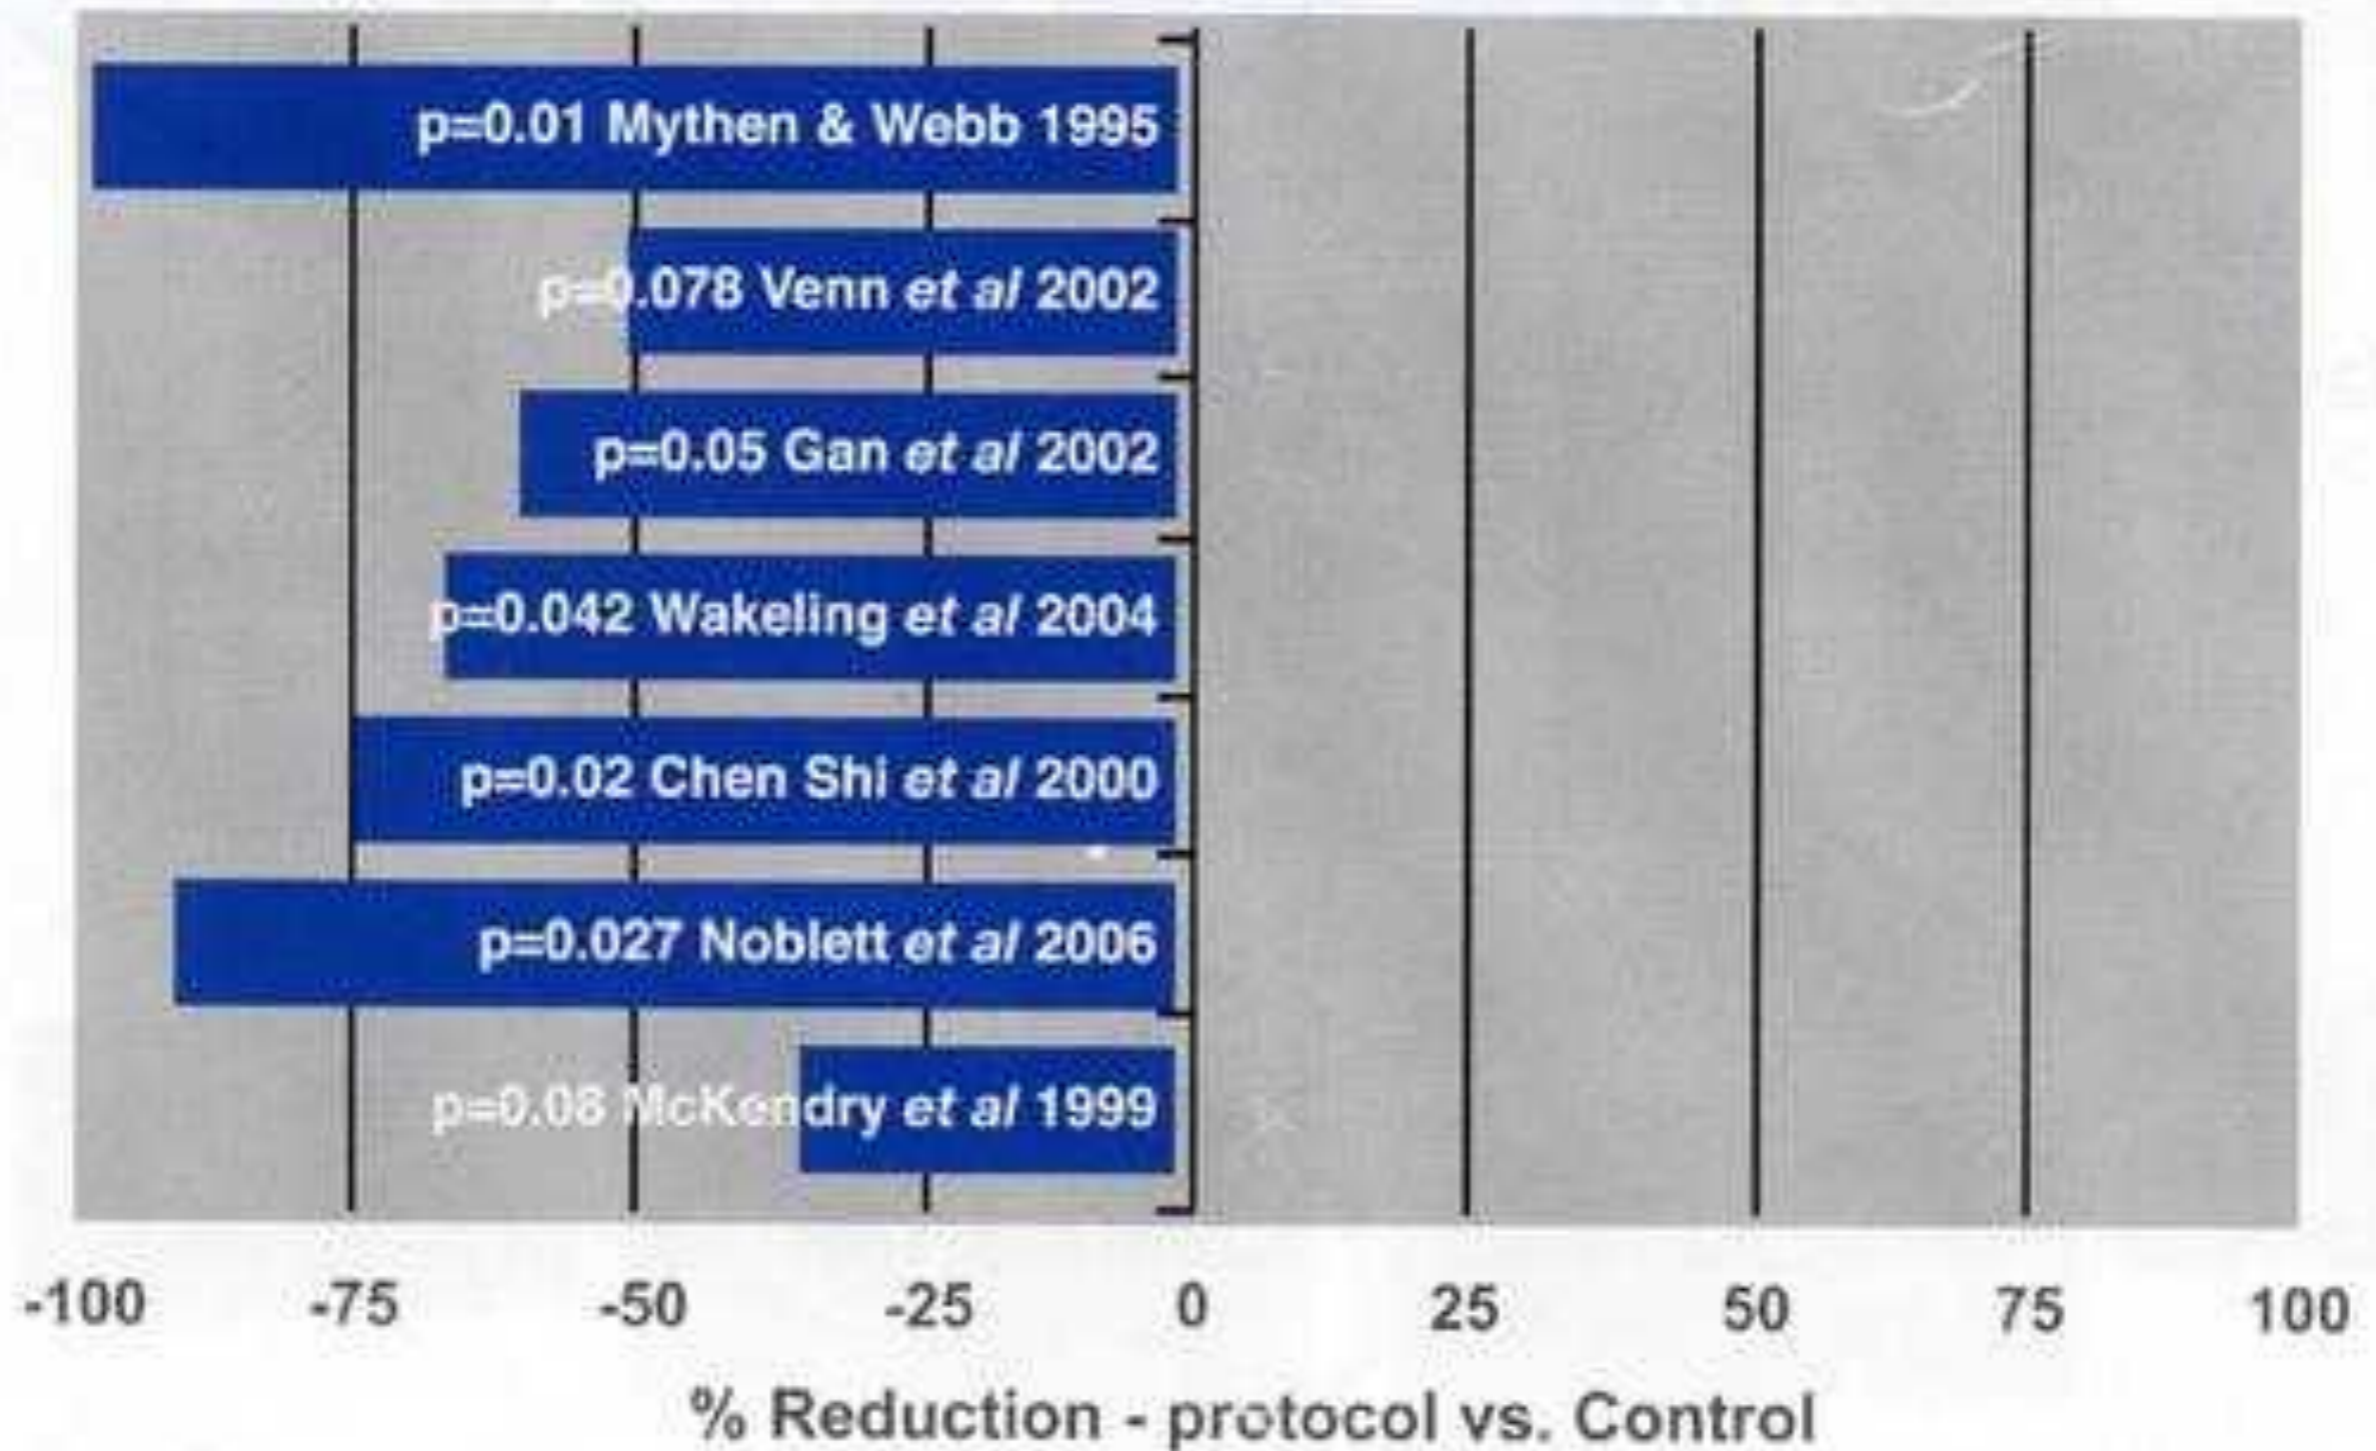 p=0.01 Mythen & Webb 1995
p=0.078 Venn et al 2002
p=0.05 Gan et al 2002
p=0.042 Wakeling et al 2004
p=0.02 Chen Shi et al 2000
p=0.027 Noblett et al 2006
p=0.08 McKendry et al 1999
-100 -75 -50 -25 0 25 50 75 100
% Reduction - protocol vs. Control